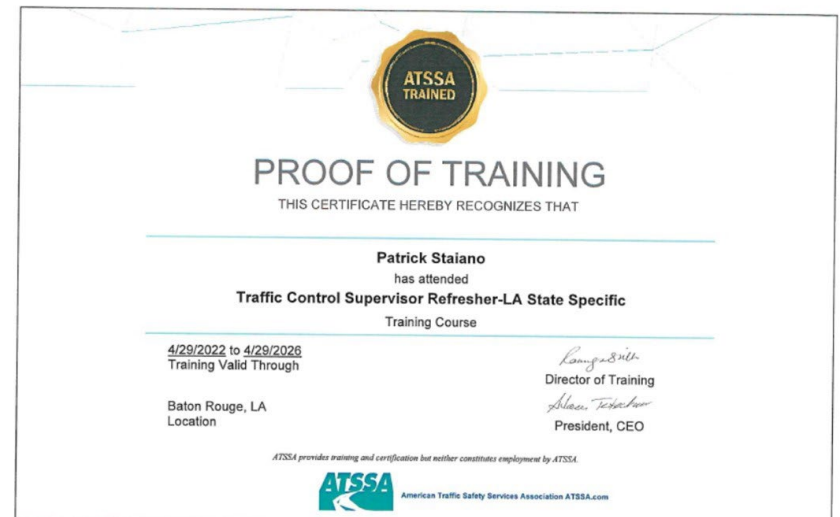 ATSSA
TRAINED
PROOF OF TRAINING
THIS CERTIFICATE HEREBY RECOGNIZES THAT
Patrick Staiano
has attended
Traffic Control Supervisor Refresher-LA State Specific
Training Course
4/29/2022 to 4/29/2026
Training Valid Through
Director of Training
Baton Rouge, LA
Location
President, CEO
ATSSA provides training and certification but neither constitutes employment by ATSSA.
ATSSA
American Traffic Safety Services Association ATSSA.com